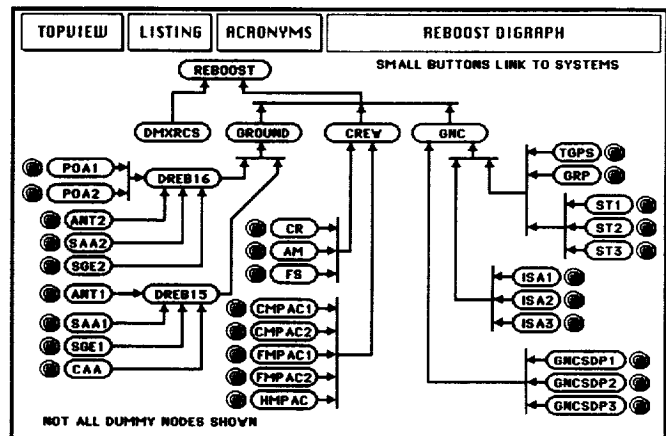 TOPVIEW LISTING ACRONYMS REBOOST DIGRAPH
REBOOST
SMALL BUTTONS LINK TO SYSTEMS
DMXRCS GROUND CREW GNC
POA1
POA2
DREB16
ANT2
SAA2
SGE2
ANT1
DREB15
SAA1
SGE1
CAA
CR
AM
FS
CMPAC1
CMPAC2
FMPAC1
FMPAC2
HMPAC
TGPS
GRP
ST1
ST2
ST3
ISA1
ISA2
ISA3
GNCSDP1
GNCSDP2
GNCSDP3
NOT ALL DUMMY NODES SHOWN